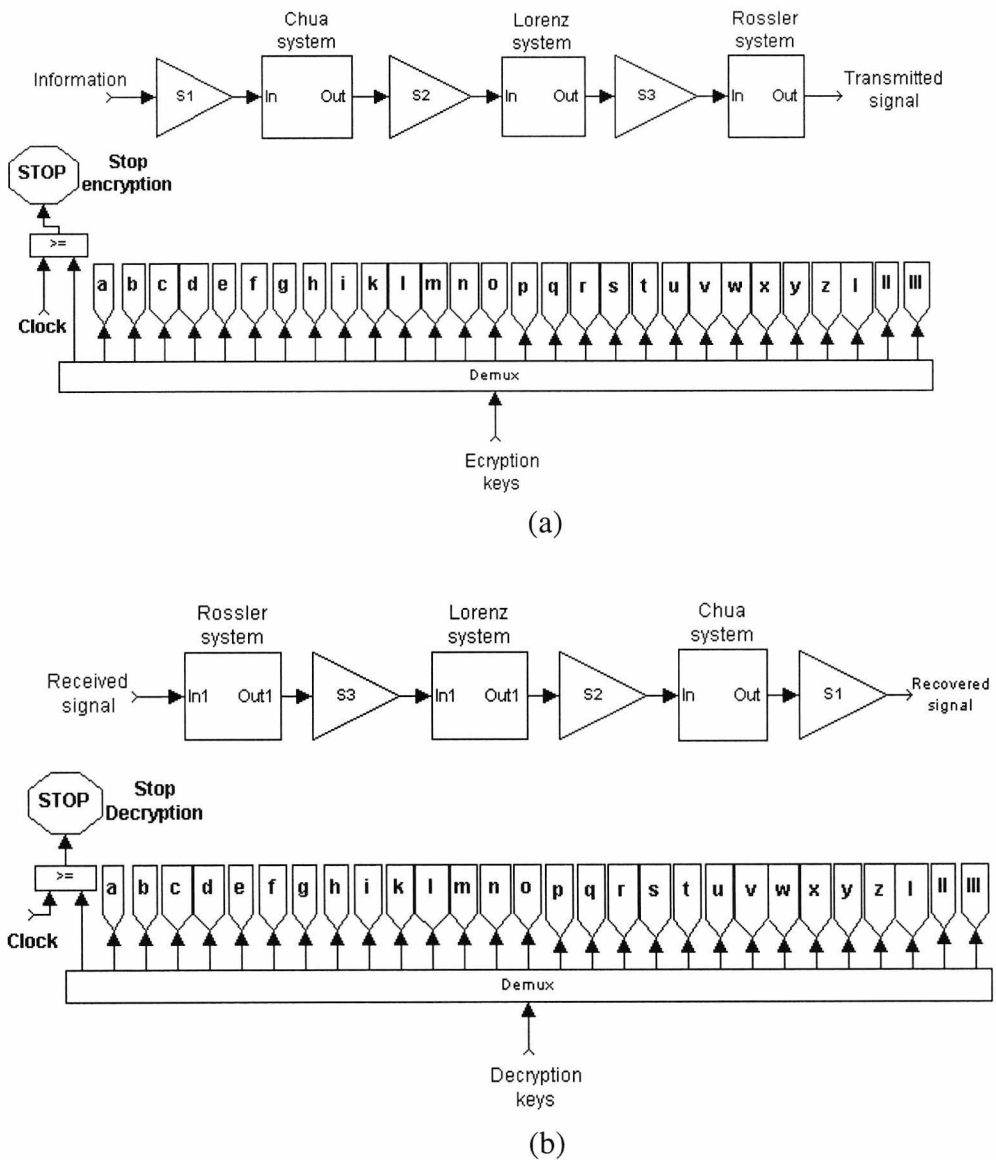 Chua
system
Lorenz
system
Rossler
system
Information
S1
In Out
S2
In Out
S3
In Out
Transmitted
signal
STOP
Stop
encryption
>=
Clock
a b c d e f g h i k l m n o p q r s t u v w x y z I II III
Demux
Ecryption
keys
(a)
Rossler
system
Lorenz
system
Chua
system
Received
signal
In1 Out1
S3
In1 Out1
S2
In Out
S1
Recovered
signal
STOP
Stop
Decryption
>=
Clock
a b c d e f g h i k l m n o p q r s t u v w x y z I II III
Demux
Decryption
keys
(b)